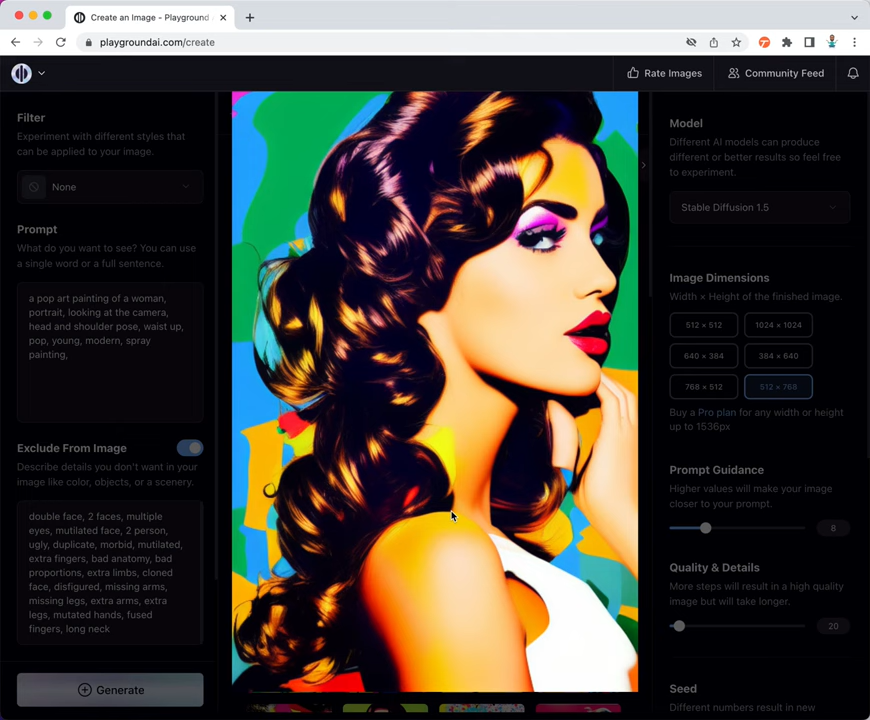 Create an Image - Playground
playgroundai.com/create
Rate Images
Community Feed
Filter
Experiment with different styles that
can be applied to your image.
None
Prompt
What do you want to see? You can use
a single word or a full sentence.
a pop art painting of a woman,
portrait, looking at the camera,
head and shoulder pose, waist up,
pop, young, modern, spray
painting,
Exclude From Image
Describe details you don't want in your
image like color, objects, or a scenery.
double face, 2 faces, multiple
eyes, mutilated face, 2 person,
ugly, duplicate, morbid, mutilated,
extra fingers, bad anatomy, bad
proportions, extra limbs, cloned
face, disfigured, missing arms,
missing legs, extra arms, extra
legs, mutated hands, fused
fingers, long neck
Generate
Model
Different AI models can produce
different or better results so feel free
to experiment.
Stable Diffusion 1.5
Image Dimensions
Width × Height of the finished image.
512 × 512
1024 × 1024
640 × 384
384 × 640
768 × 512
512 × 768
Buy a Pro plan for any width or height
up to 1536px
Prompt Guidance
Higher values will make your image
closer to your prompt.
8
Quality & Details
More steps will result in a high quality
image but will take longer.
20
Seed
Different numbers result in new